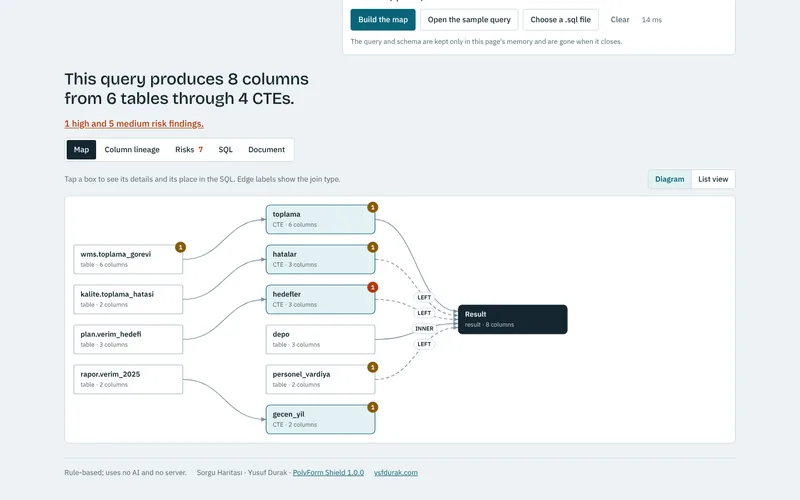 Build the map
Open the sample query
Choose a .sql file
Clear
14 ms
The query and schema are kept only in this page's memory and are gone when it closes.
This query produces 8 columns
from 6 tables through 4 CTEs.
1 high and 5 medium risk findings.
Map
Column lineage
Risks 7
SQL
Document
Tap a box to see its details and its place in the SQL. Edge labels show the join type.
Diagram
List view
toplama
CTE · 6 columns
1
wms.toplama_gorevi
table · 6 columns
1
hatalar
CTE · 3 columns
1
kalite.toplama_hatasi
table · 2 columns
hedefler
CTE · 3 columns
1
plan.verim_hedefi
table · 3 columns
depo
table · 3 columns
rapor.verim_2025
table · 2 columns
personel_vardiya
table · 2 columns
1
gecen_yil
CTE · 2 columns
1
LEFT
LEFT
INNER
LEFT
Result
result · 8 columns
Rule-based; uses no AI and no server.
Sorgu Haritası · Yusuf Durak · PolyForm Shield 1.0.0
ysfdurak.com